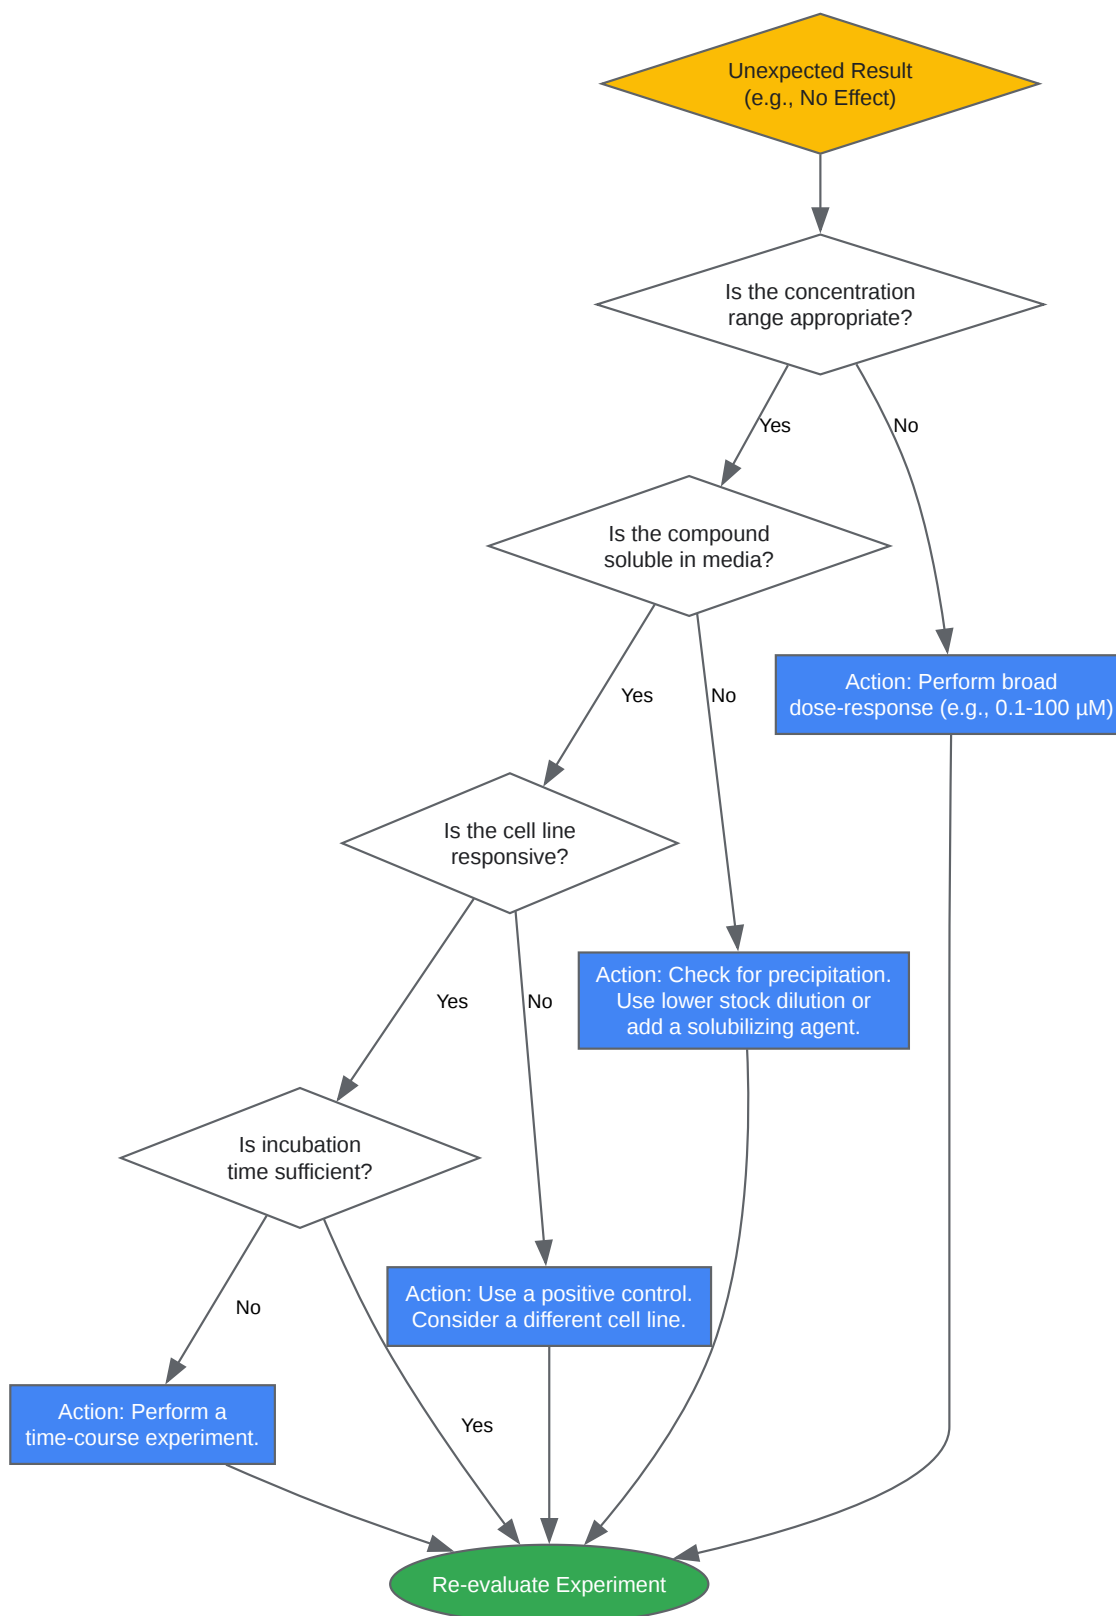 Unexpected Result
(e.g., No Effect)
Is the concentration
range appropriate?
Yes
No
Is the compound
soluble in media?
Yes
No
Action: Perform broad
dose-response (e.g., 0.1-100 µM)
Is the cell line
responsive?
Yes
No
Action: Check for precipitation.
Use lower stock dilution or
add a solubilizing agent.
Is incubation
time sufficient?
No
Yes
Action: Use a positive control.
Consider a different cell line.
Action: Perform a
time-course experiment.
Re-evaluate Experiment